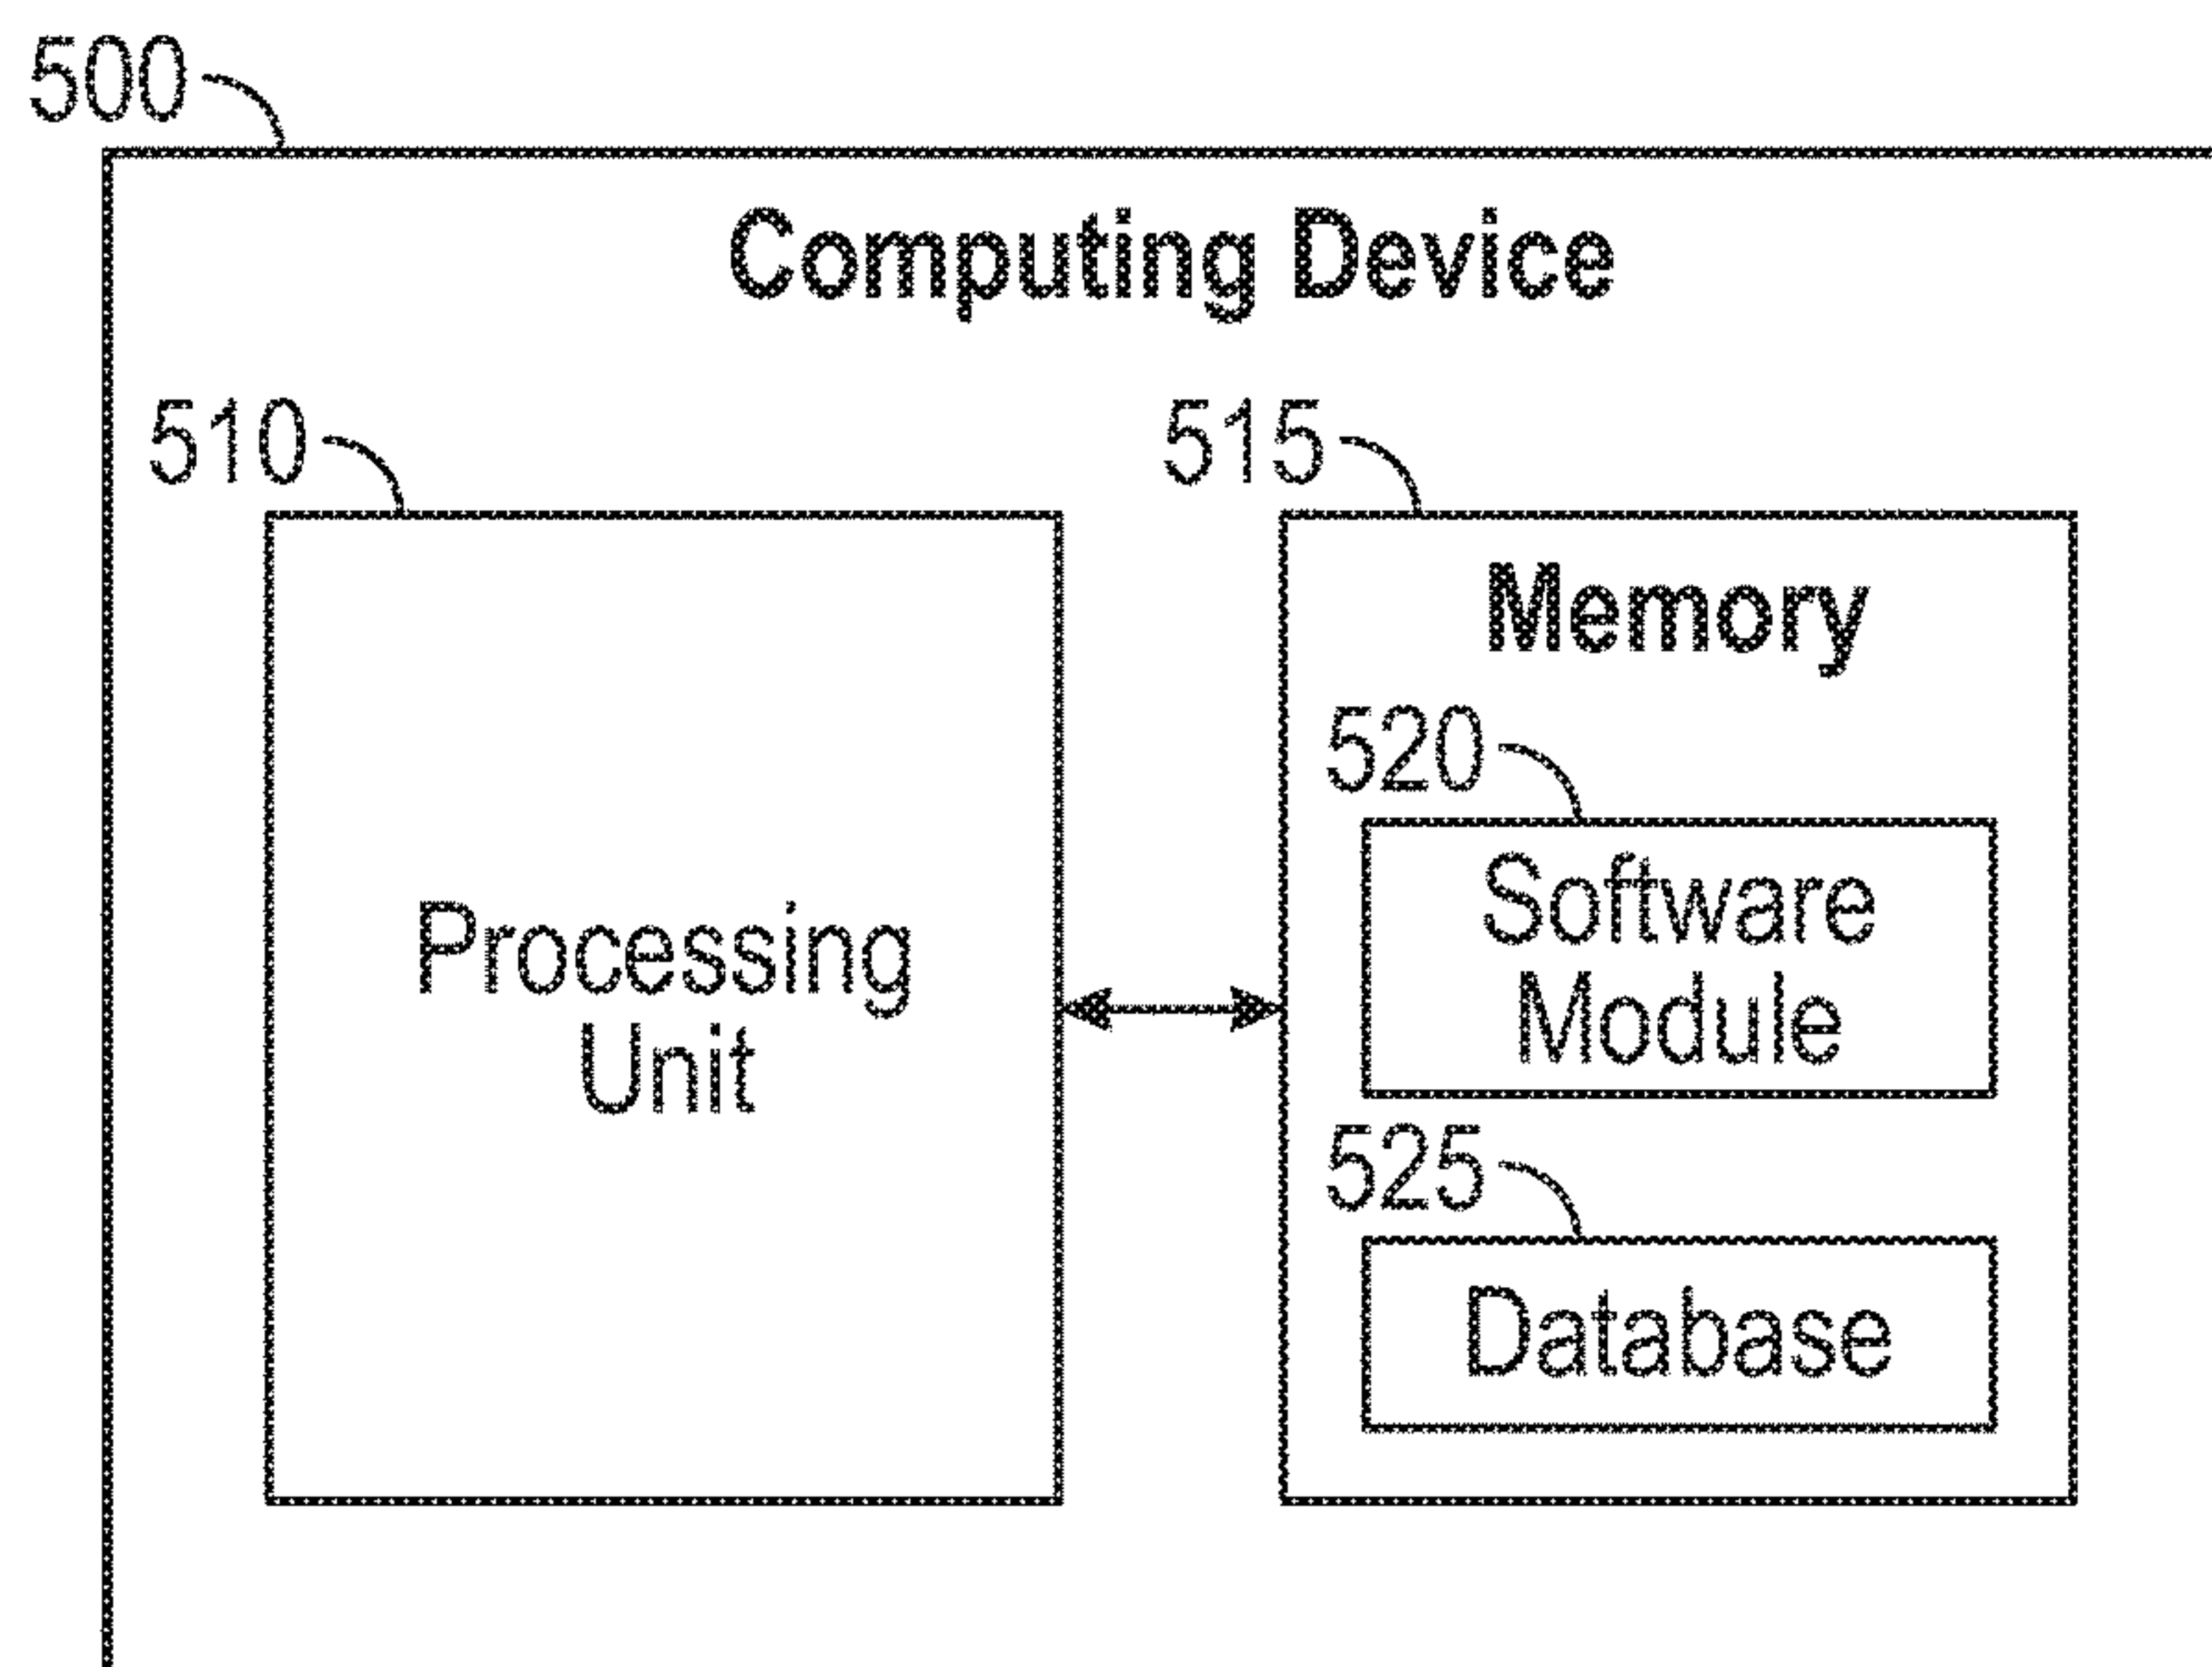 500
Computing Device
510
515
Memory
520
Software
Module
Processing
Unit
525
Database